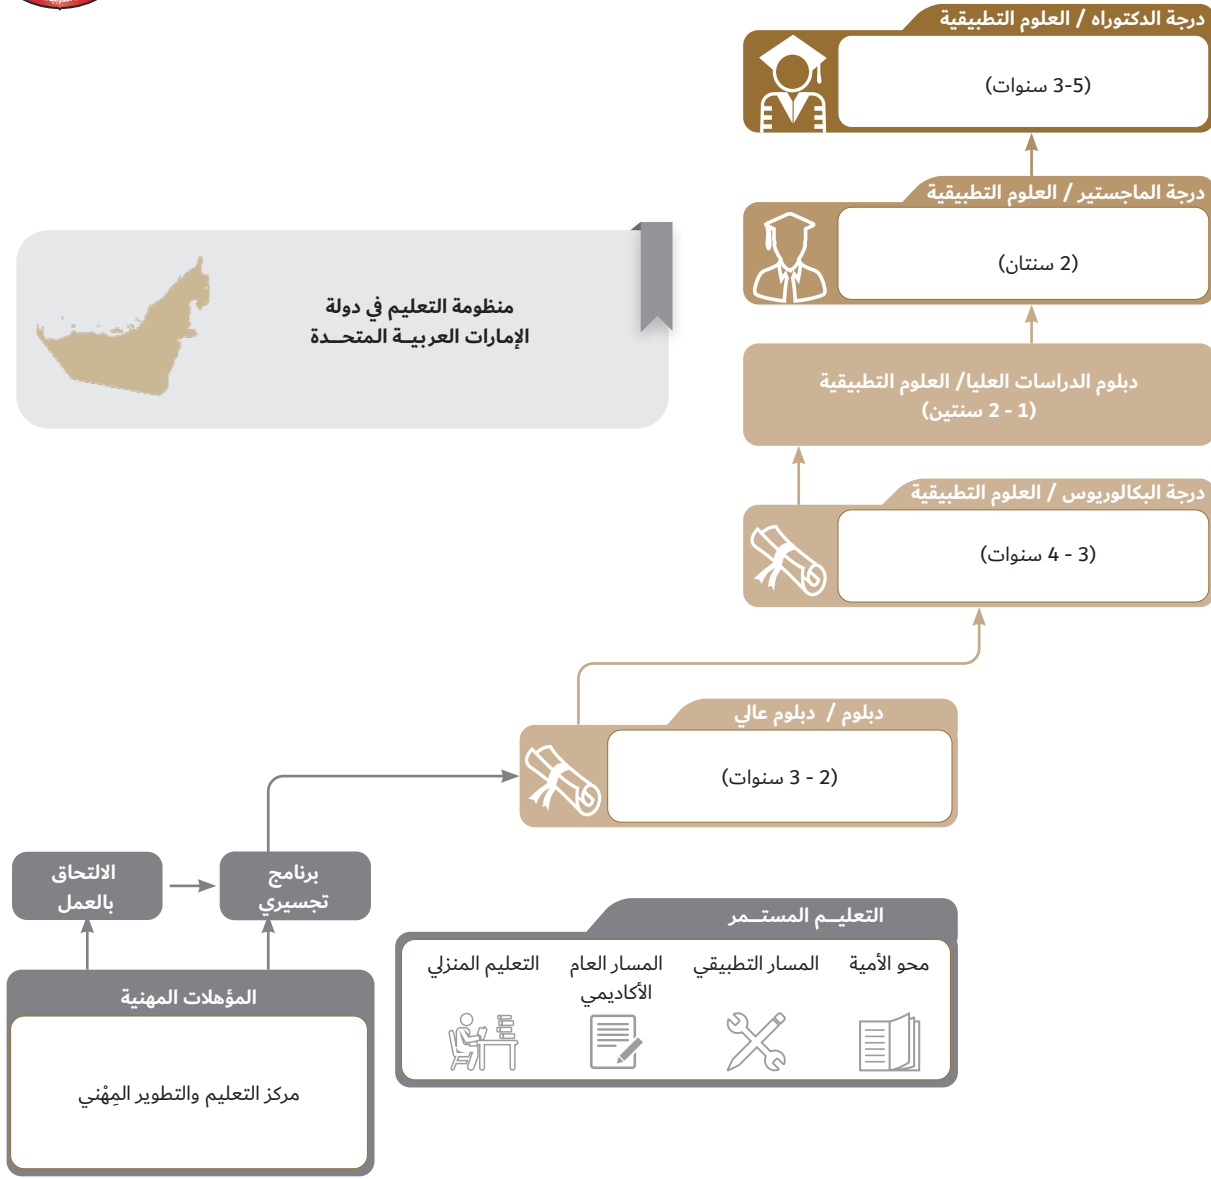 درجة الدكتوراه / العلوم التطبيقية
(3-5 سنوات)
درجة الماجستير / العلوم التطبيقية
(2 سنتان)
منظومة التعليم في دولة
الإمارات العربيــة المتحــدة
دبلوم الدراسات العليا/ العلوم التطبيقية
(1 - 2 سنتين)
درجة البكالوريوس / العلوم التطبيقية
(3 - 4 سنوات)
دبلوم / دبلوم عالي
(2 - 3 سنوات)
برنامج
تجسيري
الالتحاق
بالعمل
التعليــم المستــمر
محو الأمية
المسار التطبيقي
المسار العام
الأكاديمي
التعليم المنزلي
المؤهلات المهنية
مركز التعليم والتطوير المِهْني